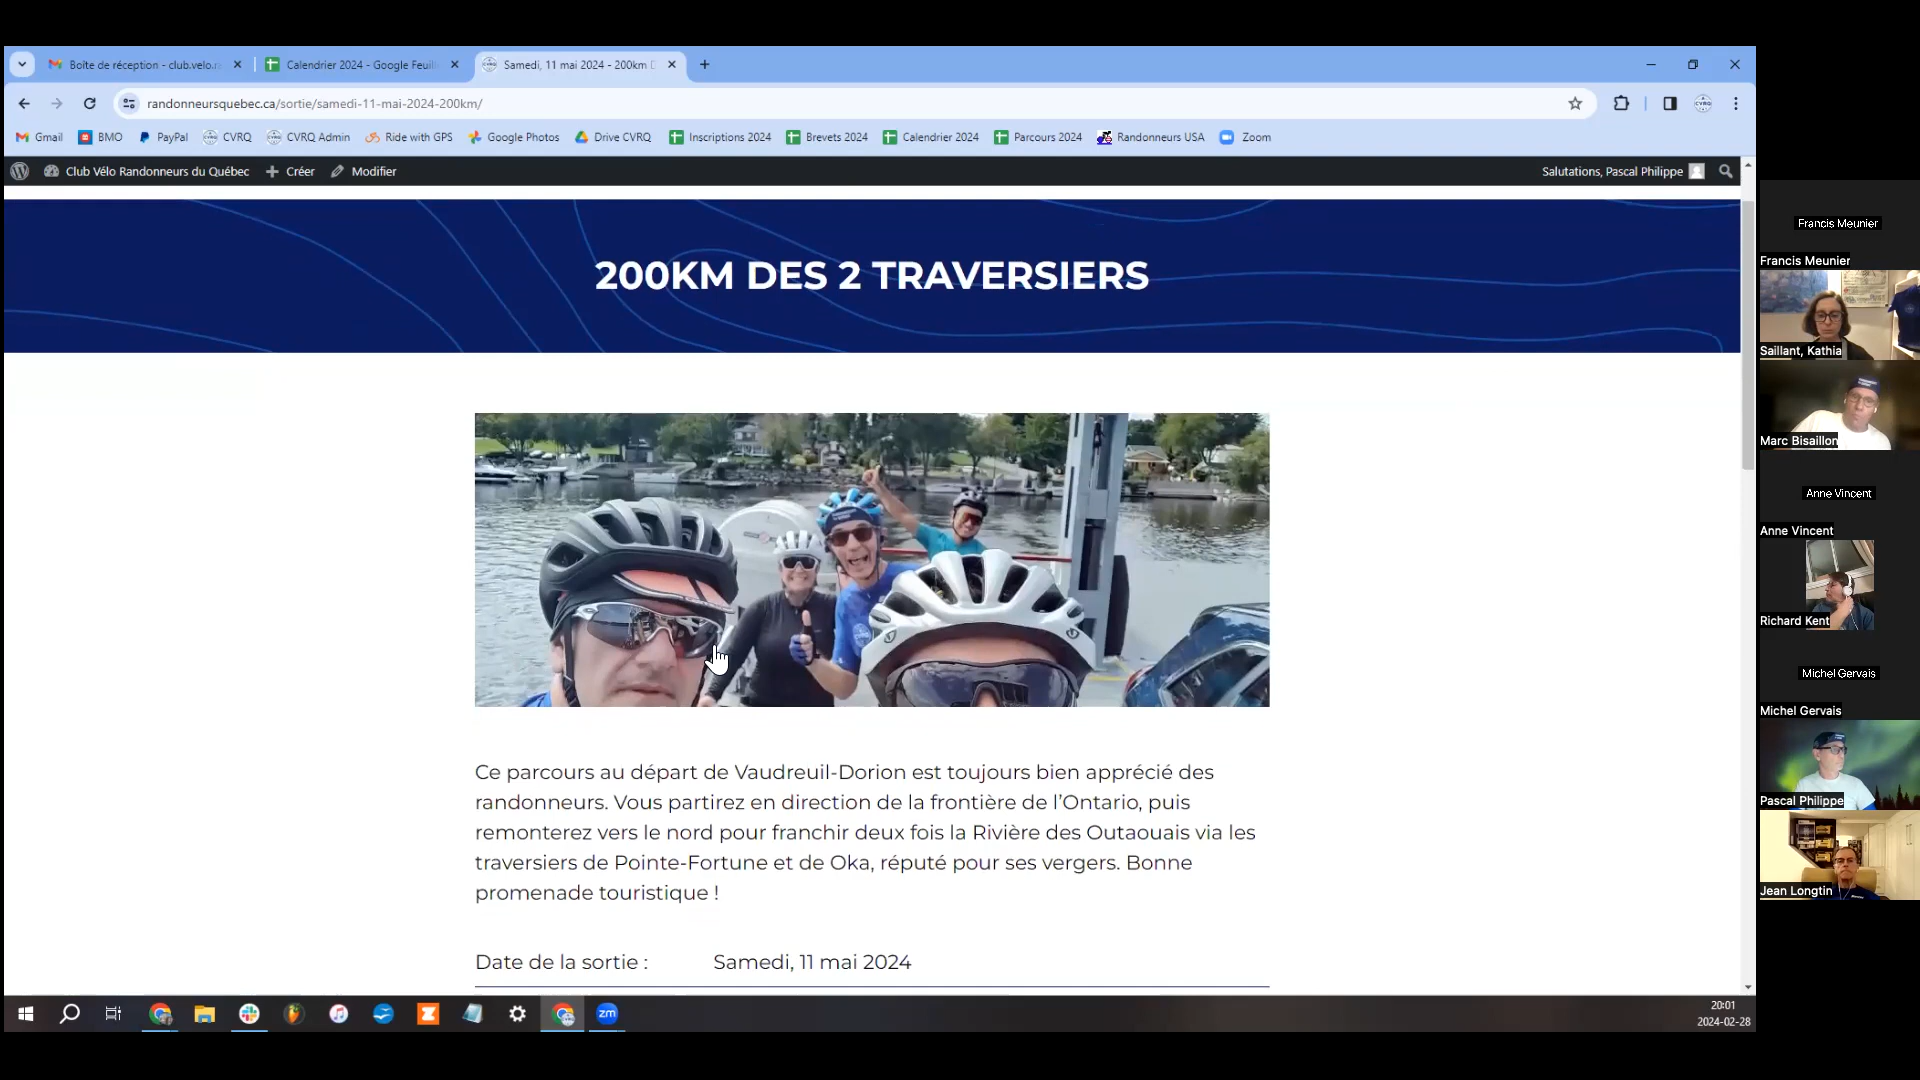 Boîte de réception - club.velo.r
Calendrier 2024 - Google Feuill
Samedi, 11 mai 2024 - 200km D
randonneursquebec.ca/sortie/samedi-11-mai-2024-200km/
Gmail
BMO
PayPal
CVRQ
CVRQ Admin
Ride with GPS
Google Photos
Drive CVRQ
Inscriptions 2024
Brevets 2024
Calendrier 2024
Parcours 2024
Randonneurs USA
Zoom
Club Vélo Randonneurs du Québec
Créer
Modifier
Salutations, Pascal Philippe
200KM DES 2 TRAVERSIERS
Ce parcours au départ de Vaudreuil-Dorion est toujours bien apprécié des
randonneurs. Vous partirez en direction de la frontière de l'Ontario, puis
remonterez vers le nord pour franchir deux fois la Rivière des Outaouais via les
traversiers de Pointe-Fortune et de Oka, réputé pour ses vergers. Bonne
promenade touristique !
Date de la sortie : Samedi, 11 mai 2024
Francis Meunier
Francis Meunier
Saillant, Kathia
Marc Bisaillon
Anne Vincent
Anne Vincent
Richard Kent
Michel Gervais
Michel Gervais
Pascal Philippe
Jean Longtin
zm
20:01
2024-02-28